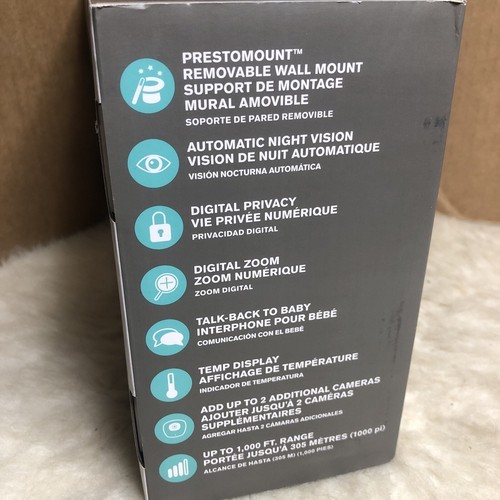 PRESTOMOUNT™
REMOVABLE WALL MOUNT
SUPPORT DE MONTAGE
MURAL AMOVIBLE
SOPORTE DE PARED REMOVIBLE
AUTOMATIC NIGHT VISION
VISION DE NUIT AUTOMATIQUE
VISIÓN NOCTURNA AUTOMÁTICA
DIGITAL PRIVACY
VIE PRIVÉE NUMÉRIQUE
PRIVACIDAD DIGITAL
DIGITAL ZOOM
ZOOM NUMÉRIQUE
ZOOM DIGITAL
TALK-BACK TO BABY
INTERPHONE POUR BÉBÉ
COMUNICACIÓN CON EL BEBÉ
TEMP DISPLAY
AFFICHAGE DE TEMPÉRATURE
INDICADOR DE TEMPERATURA
ADD UP TO 2 ADDITIONAL CAMERAS
AJOUTER JUSQU'À 2 CAMÉRAS
SUPPLÉMENTAIRES
AGREGAR HASTA 2 CÁMARAS ADICIONALES
UP TO 1,000 FT. RANGE
PORTÉE JUSQU'À 305 MÈTRES (1000 pi)
ALCANCE DE HASTA (305 M) (1,000 PIES)